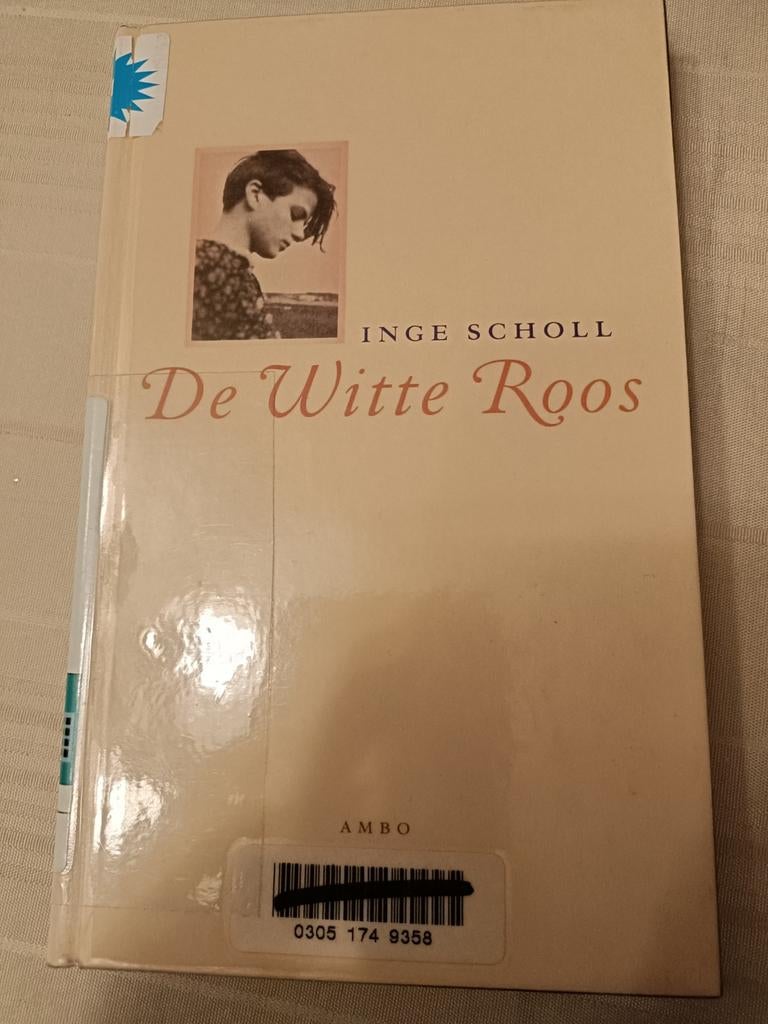 INGE SCHOLL
De Witte Roos
AMBO
0305 174 9358